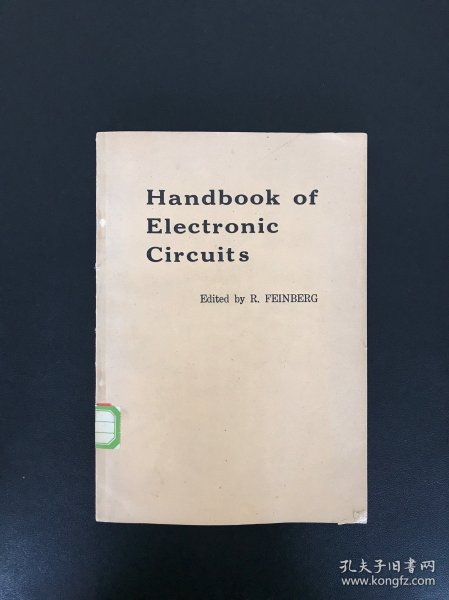 Handbook of
Electronic
Circuits
Edited by R. FEINBERG
孔夫子旧书网
www.kongfz.com